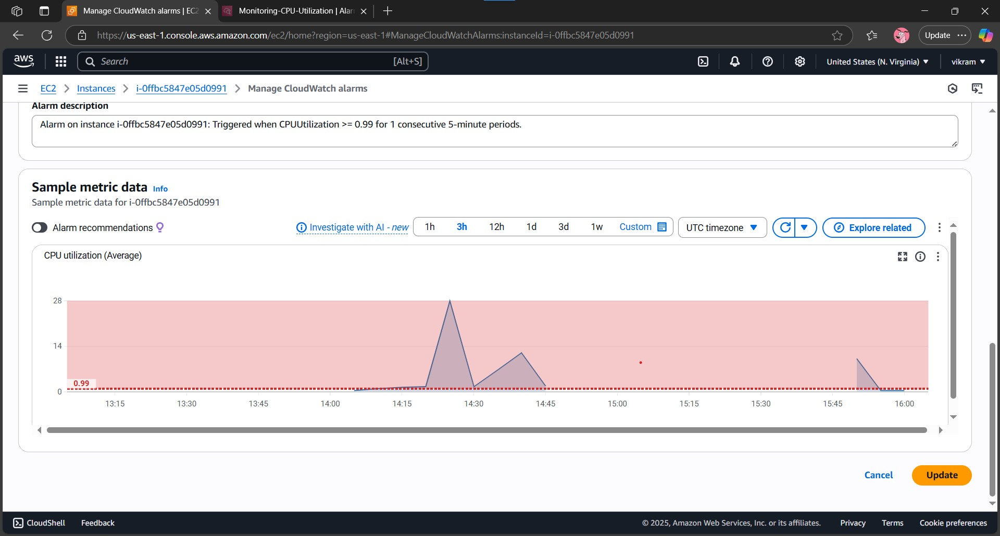 Manage CloudWatch alarms | EC2
Monitoring-CPU-Utilization | Alar
https://us-east-1.console.aws.amazon.com/ec2/home?region=us-east-1#ManageCloudWatchAlarms:instanceId=i-0ffbc5847e05d0991
Update
aws
Search
[Alt+S]
United States (N. Virginia)
vikram
EC2
Instances
i-0ffbc5847e05d0991
Manage CloudWatch alarms
Alarm description
Alarm on instance i-0ffbc5847e05d0991: Triggered when CPUUtilization >= 0.99 for 1 consecutive 5-minute periods.
Sample metric data Info
Sample metric data for i-0ffbc5847e05d0991
Alarm recommendations
Investigate with AI - new
1h 3h 12h 1d 3d 1w Custom
UTC timezone
Explore related
CPU utilization (Average)
28
14
0.99
0
13:15 13:30 13:45 14:00 14:15 14:30 14:45 15:00 15:15 15:30 15:45 16:00
Cancel
Update
CloudShell
Feedback
© 2025, Amazon Web Services, Inc. or its affiliates.
Privacy
Terms
Cookie preferences